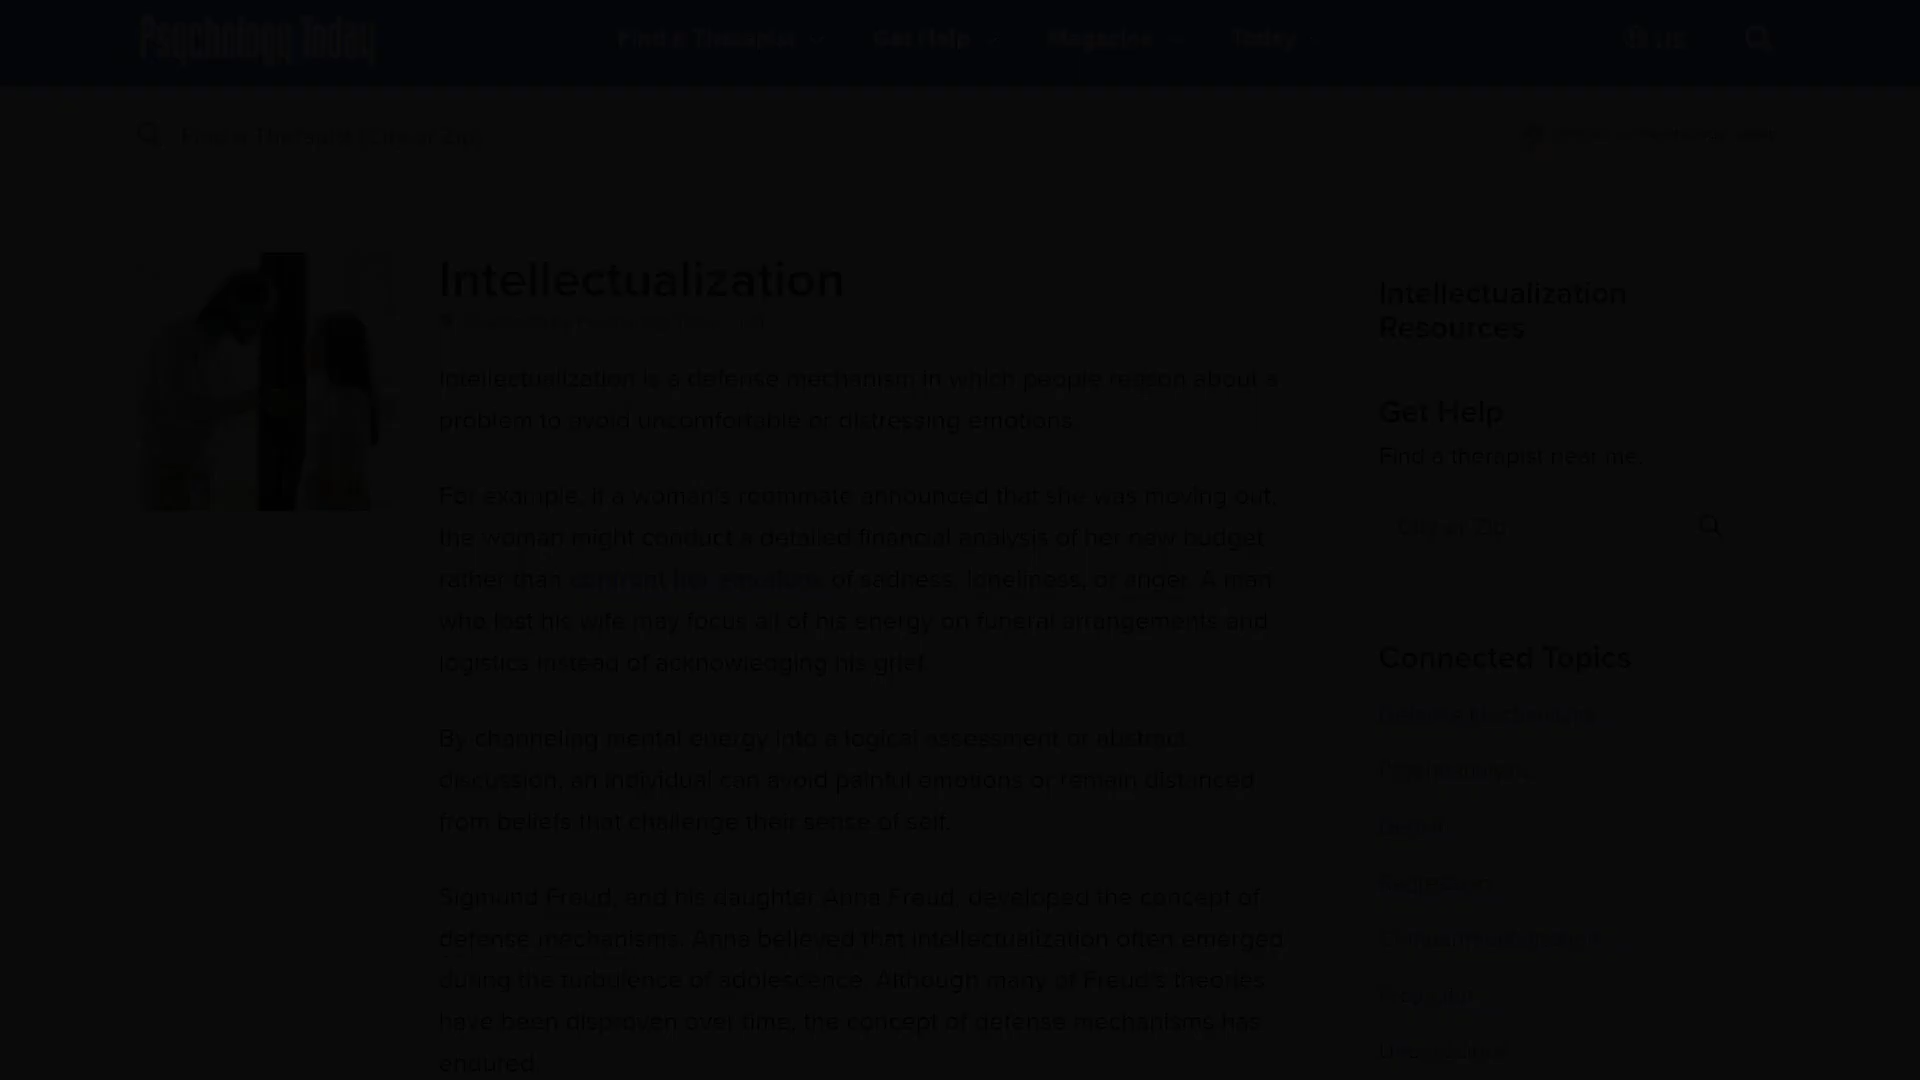 Psychology Today
Find a Therapist
Get Help
Magazine
Today
US
Find a Therapist (City or Zip)
Intellectualization
Intellectualization is a defense mechanism in which people reason about a
problem to avoid uncomfortable or distressing emotions.
For example, if a woman's roommate announced that she was moving out,
the woman might conduct a detailed financial analysis of her new budget
rather than confront her emotions of sadness, loneliness, or anger. A man
who lost his wife may focus all of his energy on funeral arrangements and
logistics instead of acknowledging his grief.
By channeling mental energy into a logical assessment or abstract
discussion, an individual can avoid painful emotions or remain distanced
from beliefs that challenge their sense of self.
Sigmund Freud, and his daughter Anna Freud, developed the concept of
defense mechanisms. Anna believed that intellectualization often emerged
during the turbulence of adolescence. Although many of Freud's theories
have been disproven over time, the concept of defense mechanisms has
endured.
Intellectualization
Resources
Get Help
Find a therapist near me.
City or Zip
Connected Topics
Defense Mechanisms
Denial